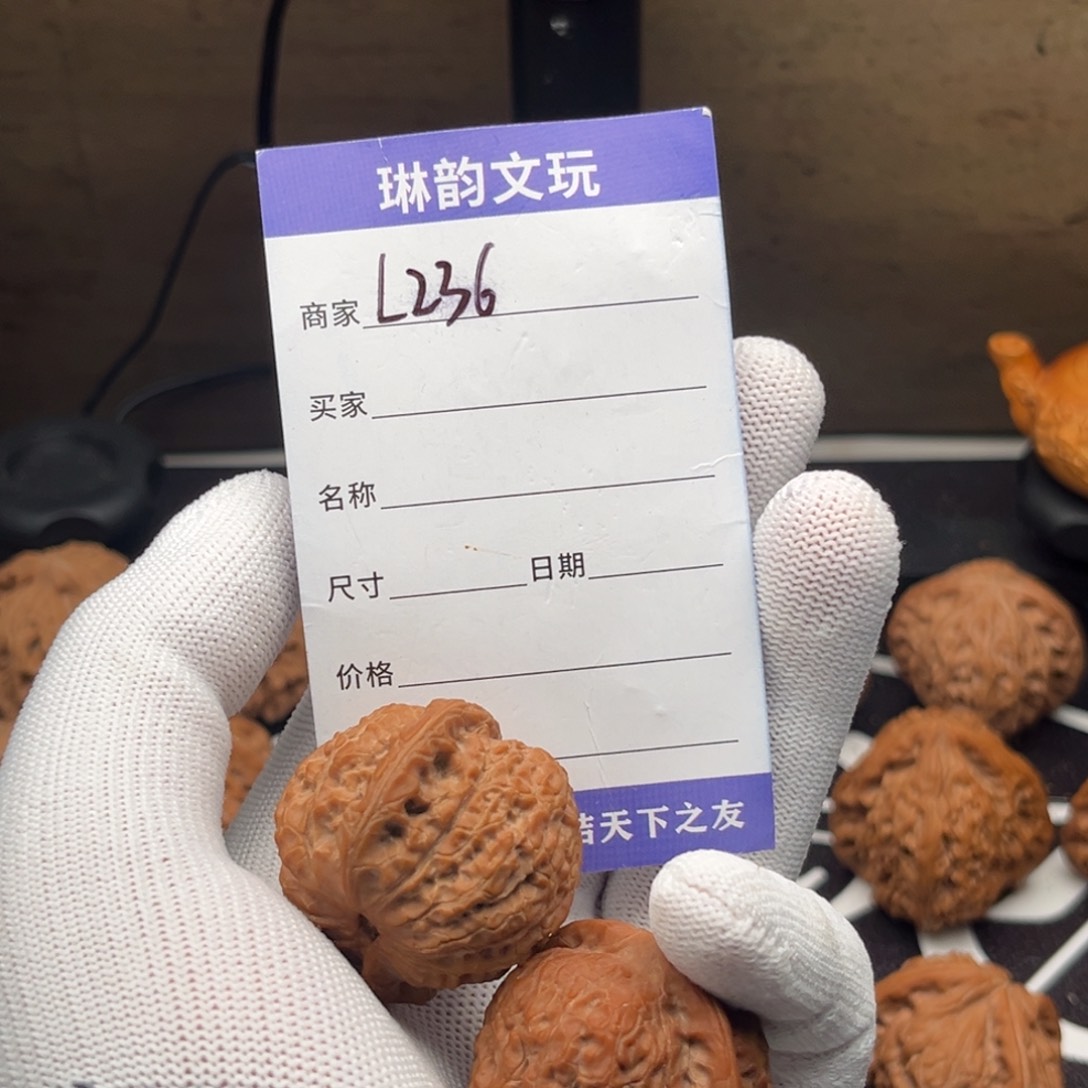 琳韵文玩
商家 L236
买家
名称
尺寸 日期
价格
结天下之友